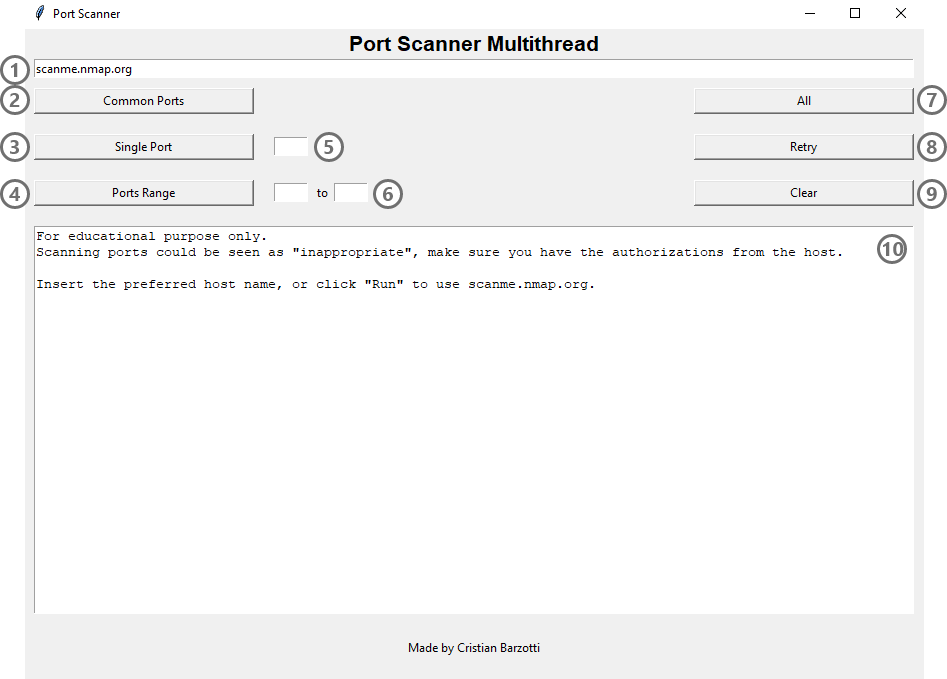 Port Scanner
Port Scanner Multithread
1 scanme.nmap.org
2 Common Ports All 7
3 Single Port 5 Retry 8
4 Ports Range to 6 Clear 9
For educational purpose only.
Scanning ports could be seen as "inappropriate", make sure you have the authorizations from the host. 10
Insert the preferred host name, or click "Run" to use scanme.nmap.org.
Made by Cristian Barzotti